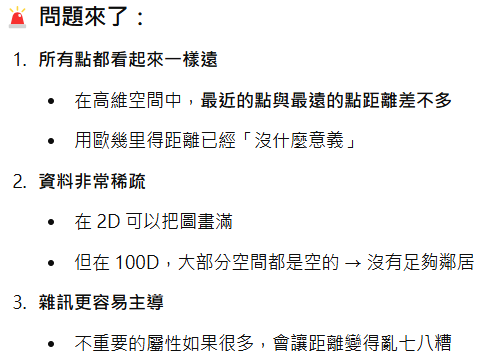 🚨 問題來了：
1. 所有點都看起來一樣遠
• 在高維空間中，最近的點與最遠的點距離差不多
• 用歐幾里得距離已經「沒什麼意義」
2. 資料非常稀疏
• 在 2D 可以把圖畫滿
• 但在 100D，大部分空間都是空的 → 沒有足夠鄰居
3. 雜訊更容易主導
• 不重要的屬性如果很多，會讓距離變得亂七八糟